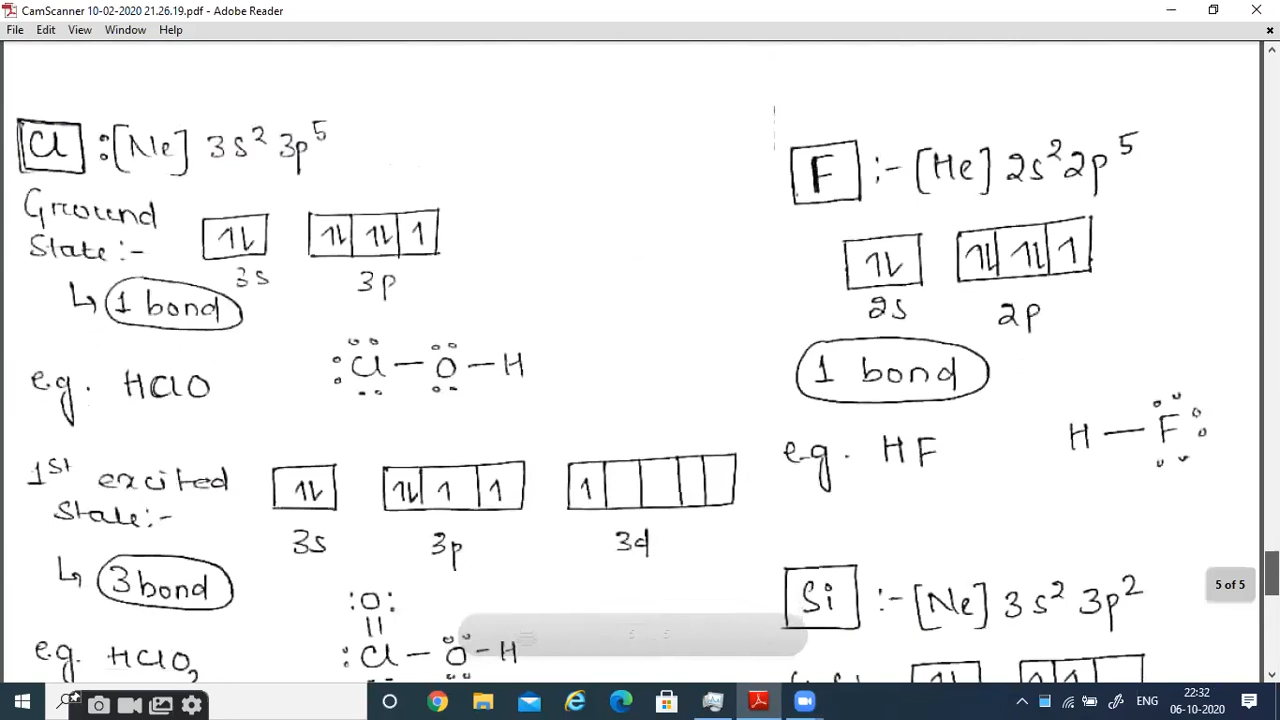 CamScanner 10-02-2020 21.26.19.pdf - Adobe Reader
File Edit View Window Help
Cl :[Ne] 3s² 3p⁵
Ground
State:-
3s 3p
↳ 1 bond
e.g. HClO
Cl – O – H
1st excited
State:-
3s 3p 3d
↳ 3 bond
:O:
e.g. HClO₂
:Cl – O – H
F :- [He] 2s² 2p⁵
2s 2p
1 bond
e.g. HF
H – F
Si :- [Ne] 3s² 3p²
5 of 5
ENG
22:32
06-10-2020